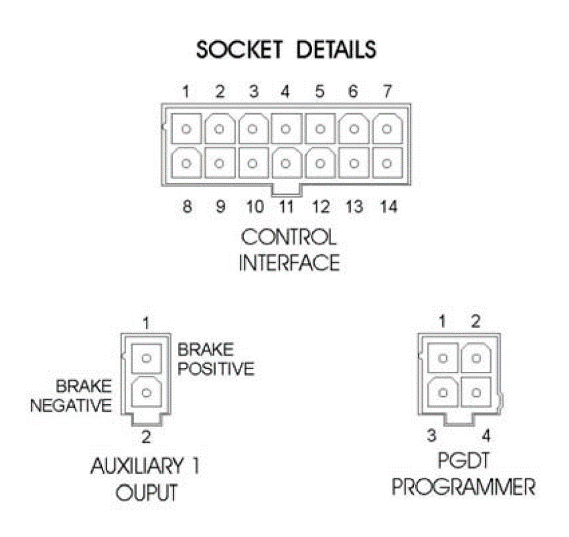 SOCKET DETAILS
1 2 3 4 5 6 7
8 9 10 11 12 13 14
CONTROL
INTERFACE
1
BRAKE
POSITIVE
BRAKE
NEGATIVE
2
AUXILIARY 1
OUPUT
1 2
3 4
PGDT
PROGRAMMER